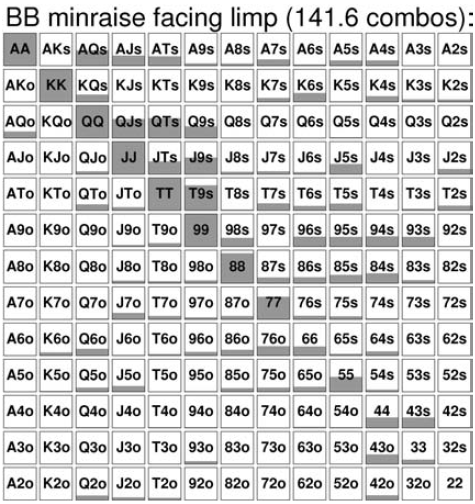 BB minraise facing limp (141.6 combos):
AA AKs AQs AJs ATs A9s A8s A7s A6s A5s A4s A3s A2s
AKo KK KQs KJs KTs K9s K8s K7s K6s K5s K4s K3s K2s
AQo KQo QQ QJs QTs Q9s Q8s Q7s Q6s Q5s Q4s Q3s Q2s
AJo KJo QJo JJ JTs J9s J8s J7s J6s J5s J4s J3s J2s
ATo KTo QTo JTo TT T9s T8s T7s T6s T5s T4s T3s T2s
A9o K9o Q9o J9o T9o 99 98s 97s 96s 95s 94s 93s 92s
A8o K8o Q8o J8o T8o 98o 88 87s 86s 85s 84s 83s 82s
A7o K7o Q7o J7o T7o 97o 87o 77 76s 75s 74s 73s 72s
A6o K6o Q6o J6o T6o 96o 86o 76o 66 65s 64s 63s 62s
A5o K5o Q5o J5o T5o 95o 85o 75o 65o 55 54s 53s 52s
A4o K4o Q4o J4o T4o 94o 84o 74o 64o 54o 44 43s 42s
A3o K3o Q3o J3o T3o 93o 83o 73o 63o 53o 43o 33 32s
A2o K2o Q2o J2o T2o 92o 82o 72o 62o 52o 42o 32o 22